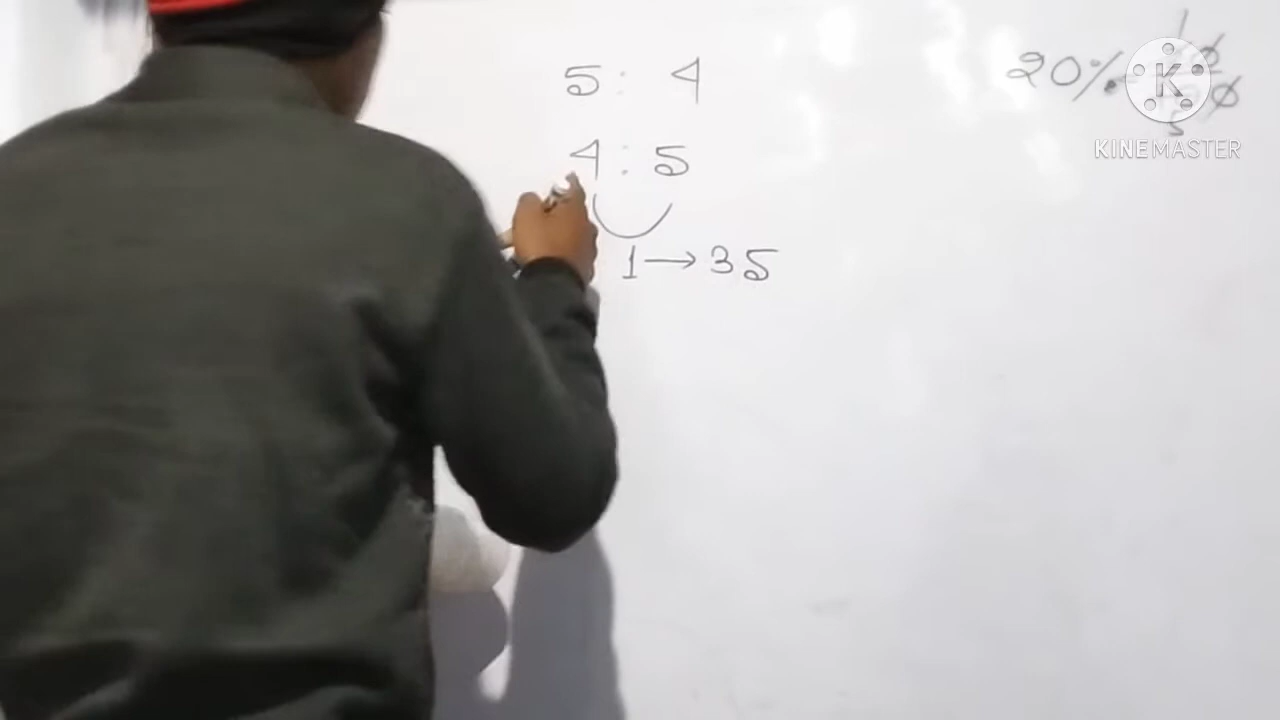 5 : 4
4 : 5
1 → 35
20% =
KINEMASTER